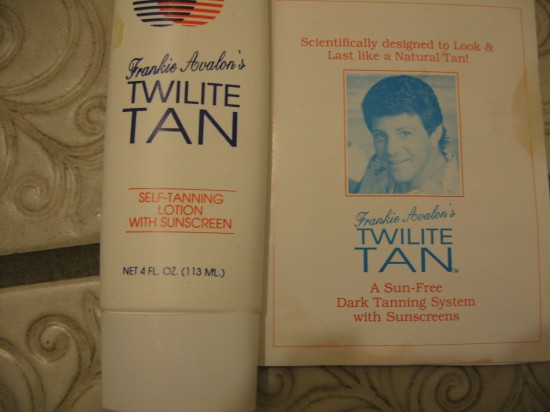 Frankie Avalon's
TWILITE
TAN
SELF-TANNING
LOTION
WITH SUNSCREEN
NET 4 FL. OZ. (113 ML.)
Scientifically designed to Look &
Last like a Natural Tan!
Frankie Avalon's
TWILITE
TAN™
A Sun-Free
Dark Tanning System
with Sunscreens